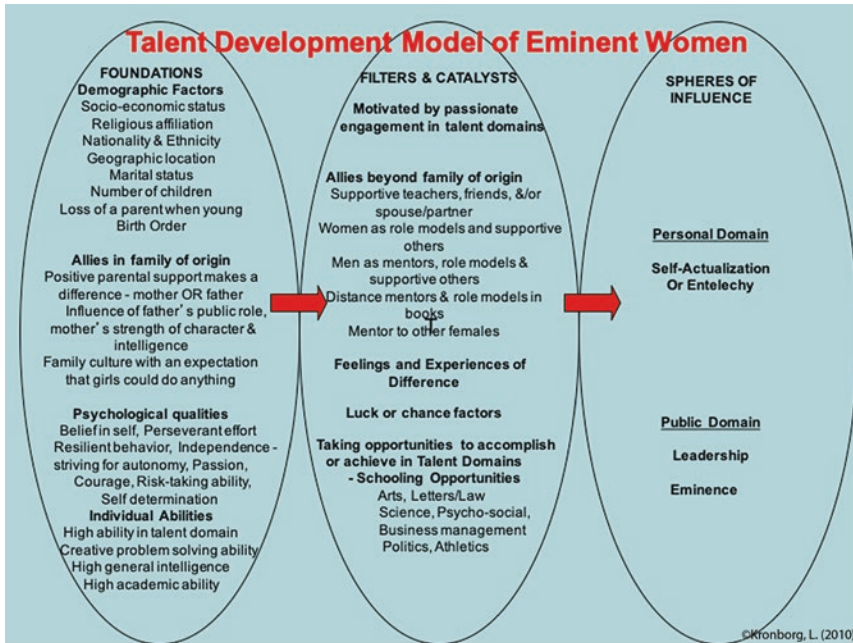 Talent Development Model of Eminent Women
FOUNDATIONS
Demographic Factors
Socio-economic status
Religious affiliation
Nationality & Ethnicity
Geographic location
Marital status
Number of children
Loss of a parent when young
Birth Order
Allies in family of origin
Positive parental support makes a
difference - mother OR father
Influence of father's public role,
mother's strength of character &
intelligence
Family culture with an expectation
that girls could do anything
Psychological qualities
Belief in self, Perseverant effort
Resilient behavior, Independence -
striving for autonomy, Passion,
Courage, Risk-taking ability,
Self determination
Individual Abilities
High ability in talent domain
Creative problem solving ability
High general intelligence
High academic ability
FILTERS & CATALYSTS
Motivated by passionate
engagement in talent domains
Allies beyond family of origin
Supportive teachers, friends, &/or
spouse/partner
Women as role models and supportive
others
Men as mentors, role models &
supportive others
Distance mentors & role models in
books
T
Mentor to other females
Feelings and Experiences of
Difference
Luck or chance factors
Taking opportunities to accomplish
or achieve in Talent Domains
- Schooling Opportunities
Arts, Letters/Law
Science, Psycho-social,
Business management
Politics, Athletics
SPHERES OF
INFLUENCE
Personal Domain
Self-Actualization
Or Entelechy
Public Domain
Leadership
Eminence
©Kronborg, L. (2010)